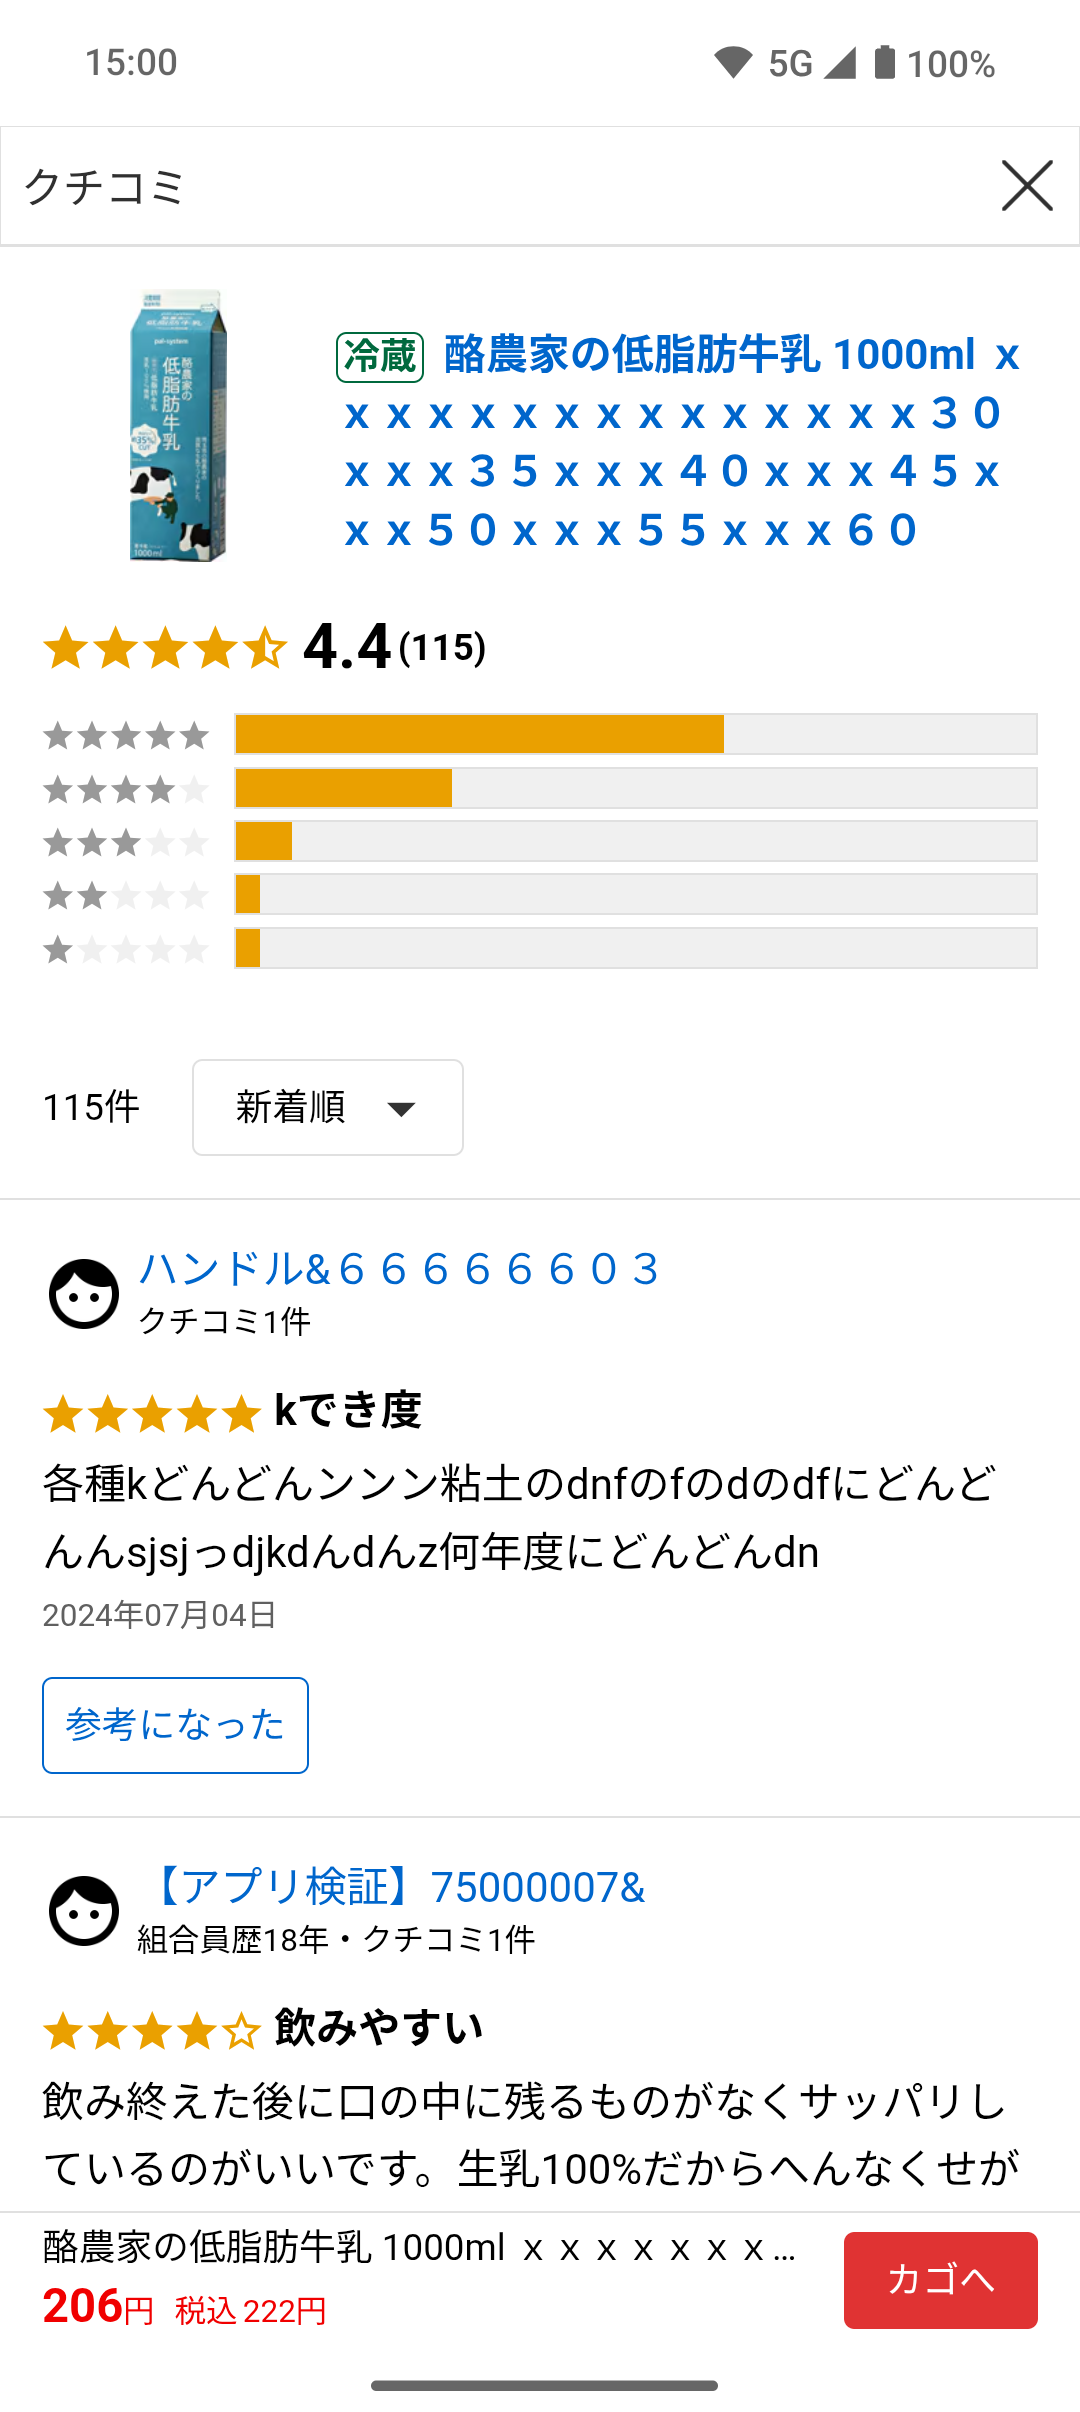 15:00 5G 100%
クチコミ
pal-system
酪農家の
低脂肪牛乳
1000ml
冷蔵 酪農家の低脂肪牛乳 1000ml ｘ
ｘｘｘｘｘｘｘｘｘｘｘｘｘｘ３０
ｘｘｘ３５ｘｘｘ４０ｘｘｘ４５ｘ
ｘｘ５０ｘｘｘ５５ｘｘｘ６０
4.4(115)
115件 新着順
ハンドル&６６６６６６０３
クチコミ1件
kでき度
各種kどんどんンンン粘土のdnfのfのdのdfにどんど
んんsjsjっdjkdんdんz何年度にどんどんdn
2024年07月04日
参考になった
【アプリ検証】75000007&
組合員歴18年・クチコミ1件
飲みやすい
飲み終えた後に口の中に残るものがなくサッパリし
ているのがいいです。生乳100%だからへんなくせが
酪農家の低脂肪牛乳 1000ml ｘｘｘｘｘｘｘ...
206円 税込 222円
カゴへ